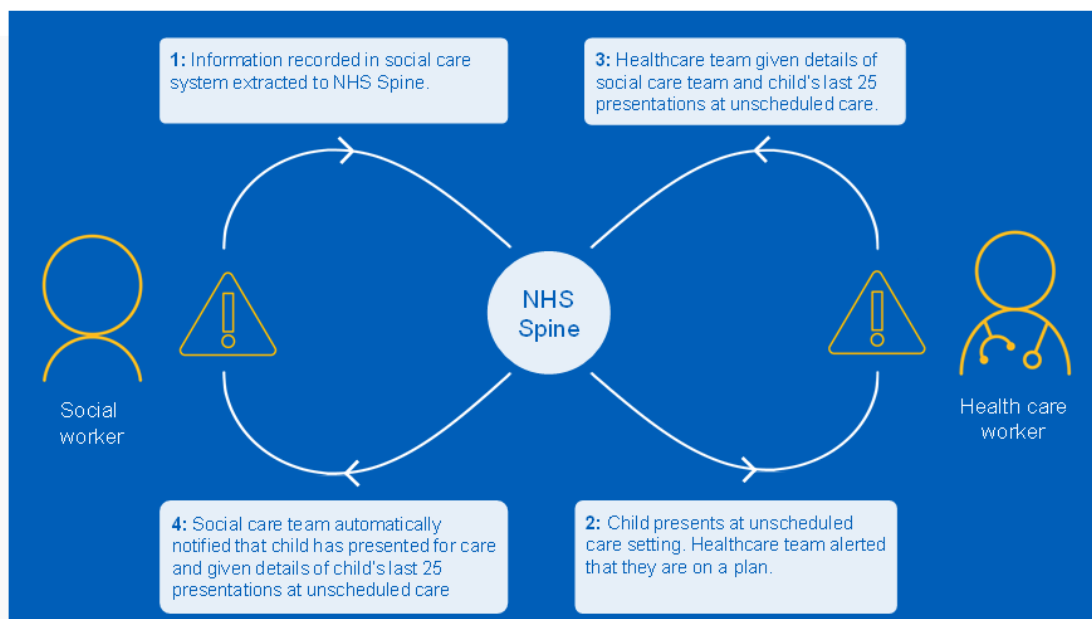 1: Information recorded in social care
system extracted to NHS Spine.
3: Healthcare team given details of
social care team and child's last 25
presentations at unscheduled care.
NHS
Spine
Social
worker
Health care
worker
4: Social care team automatically
notified that child has presented for care
and given details of child's last 25
presentations at unscheduled care
2: Child presents at unscheduled
care setting. Healthcare team alerted
that they are on a plan.